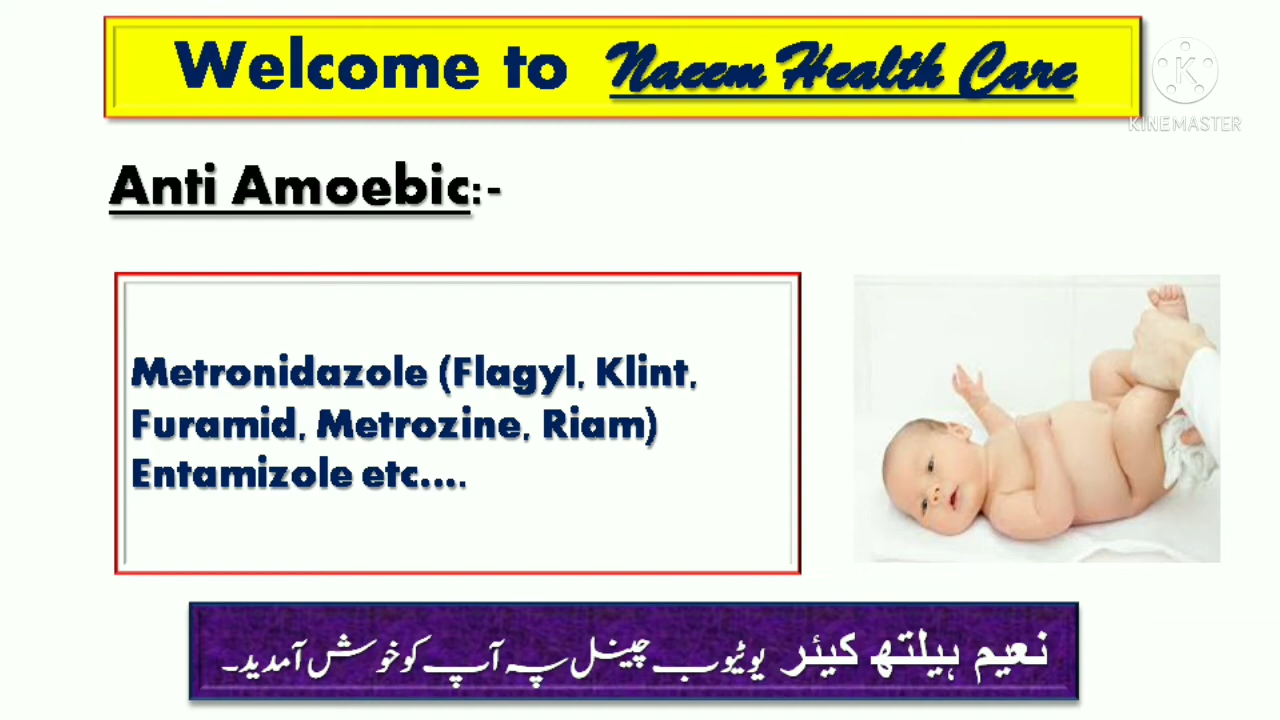 Welcome to Naeem Health Care
KINEMASTER
Anti Amoebic:-
Metronidazole (Flagyl, Klint,
Furamid, Metrozine, Riam)
Entamizole etc....
نعیم ہیلتھ کیئر یوٹیوب چینل پہ آپ کو خوش آمدید۔